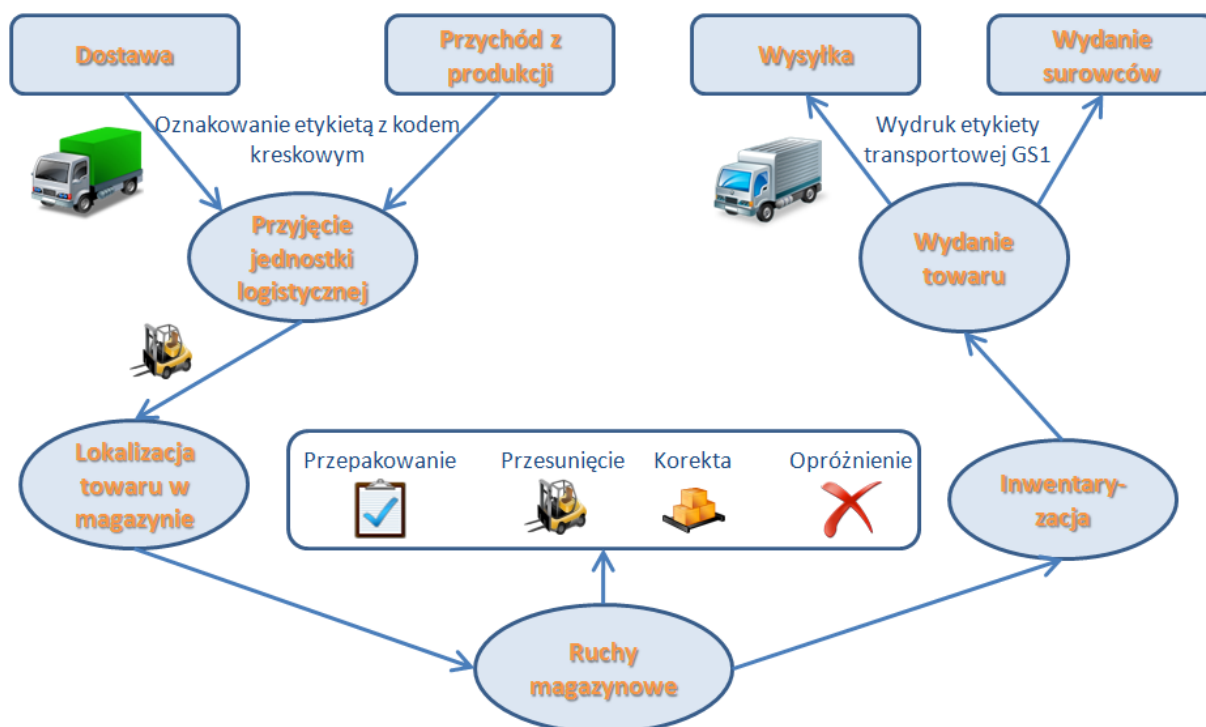 Dostawa
Przychód z
produkcji
Wysyłka
Wydanie
surowców
Oznakowanie etykietą z kodem
kreskowym
Wydruk etykiety
transportowej GS1
Przyjęcie
jednostki
logistycznej
Wydanie
towaru
Lokalizacja
towaru w
magazynie
Przepakowanie
Przesunięcie
Korekta
Opróżnienie
Inwentary-
zacja
Ruchy
magazynowe